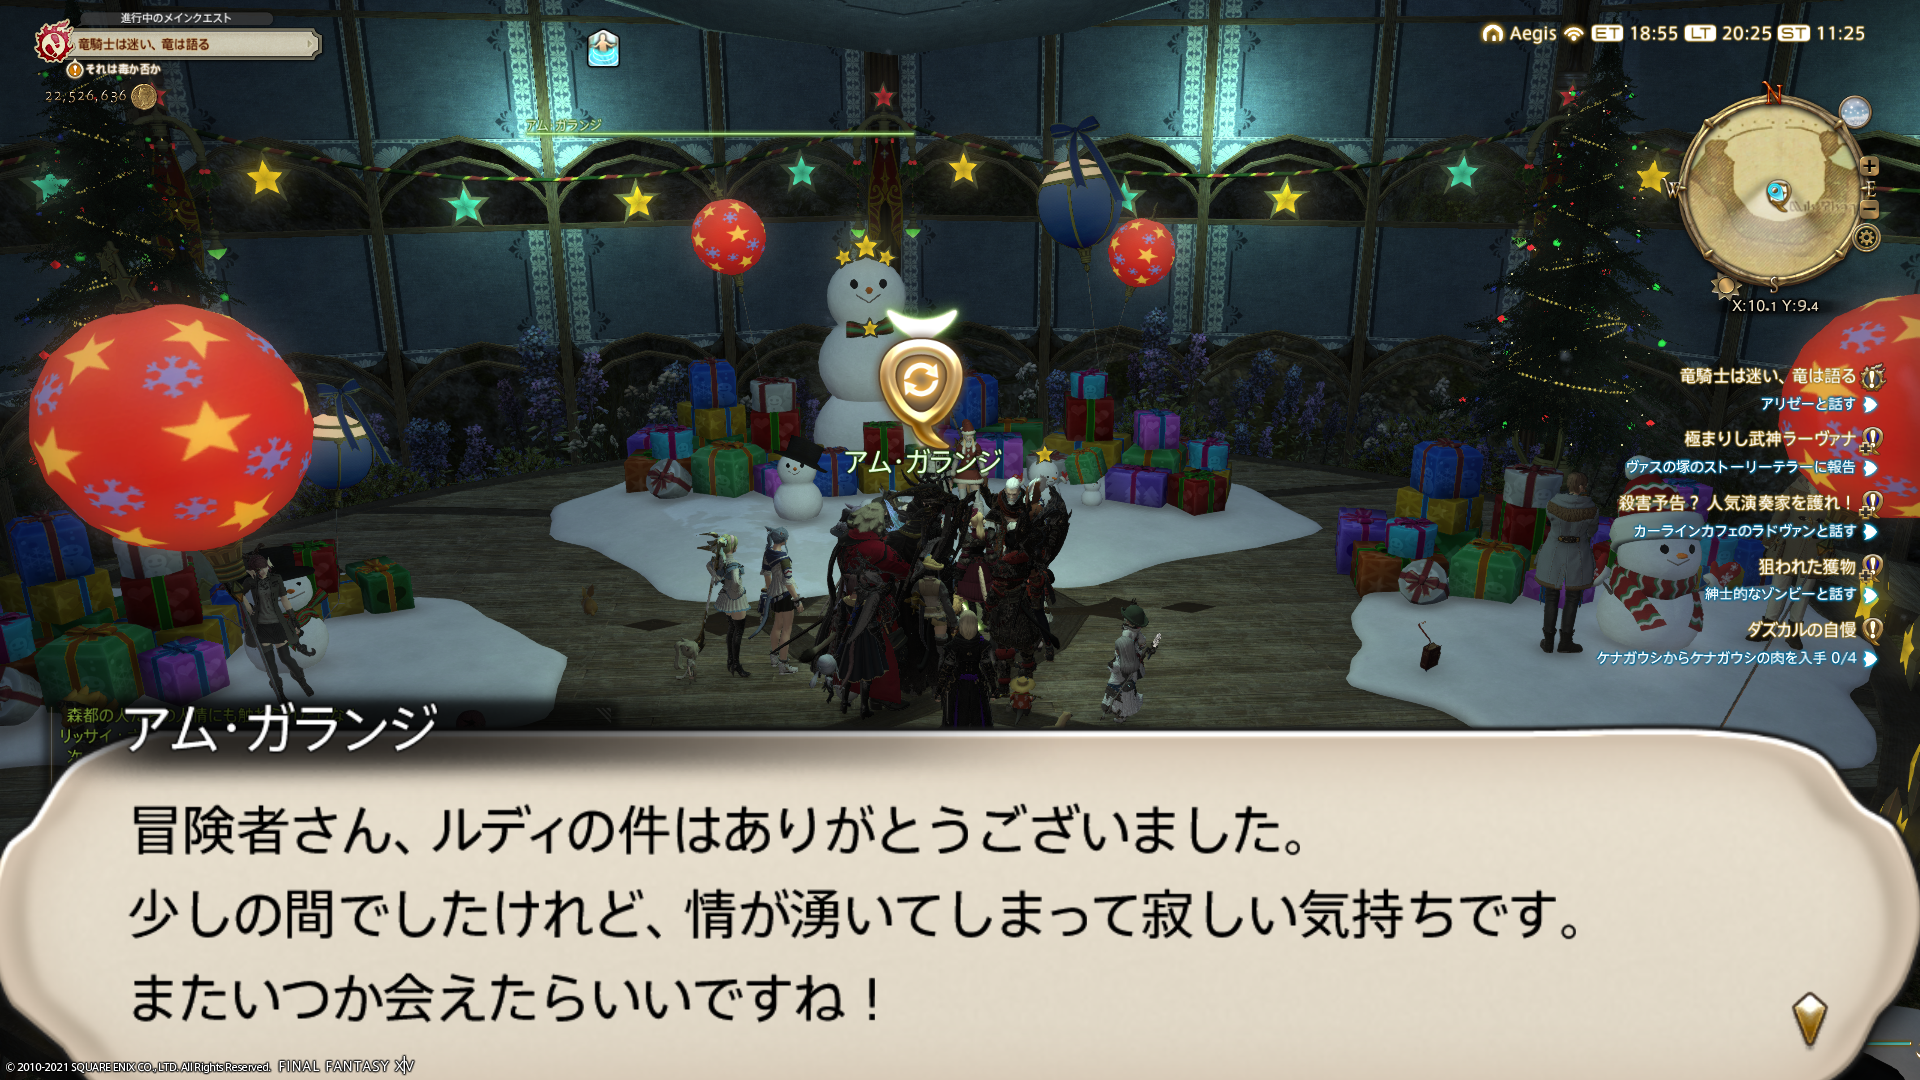 進行中のメインクエスト
竜騎士は迷い、竜は語る
それは毒か否か
22,526,636
Aegis ET 18:55 LT 20:25 ST 11:25
アム・ガランジ
N
W
E
S
X:10.1 Y:9.4
アム・ガランジ
竜騎士は迷い、竜は語る
アリゼーと話す
極まりし武神ラーヴァナ
ヴァスの塚のストーリーテラーに報告
殺害予告？ 人気演奏家を護れ！
カーラインカフェのラドヴァンと話す
狙われた獲物
紳士的なゾンビーと話す
ダズカルの自慢
ケナガウシからケナガウシの肉を入手 0/4
森都の人
リッサイ
アム・ガランジ
冒険者さん、ルディの件はありがとうございました。
少しの間でしたけれど、情が湧いてしまって寂しい気持ちです。
またいつか会えたらいいですね！
© 2010-2021 SQUARE ENIX CO., LTD. All Rights Reserved. FINAL FANTASY XIV